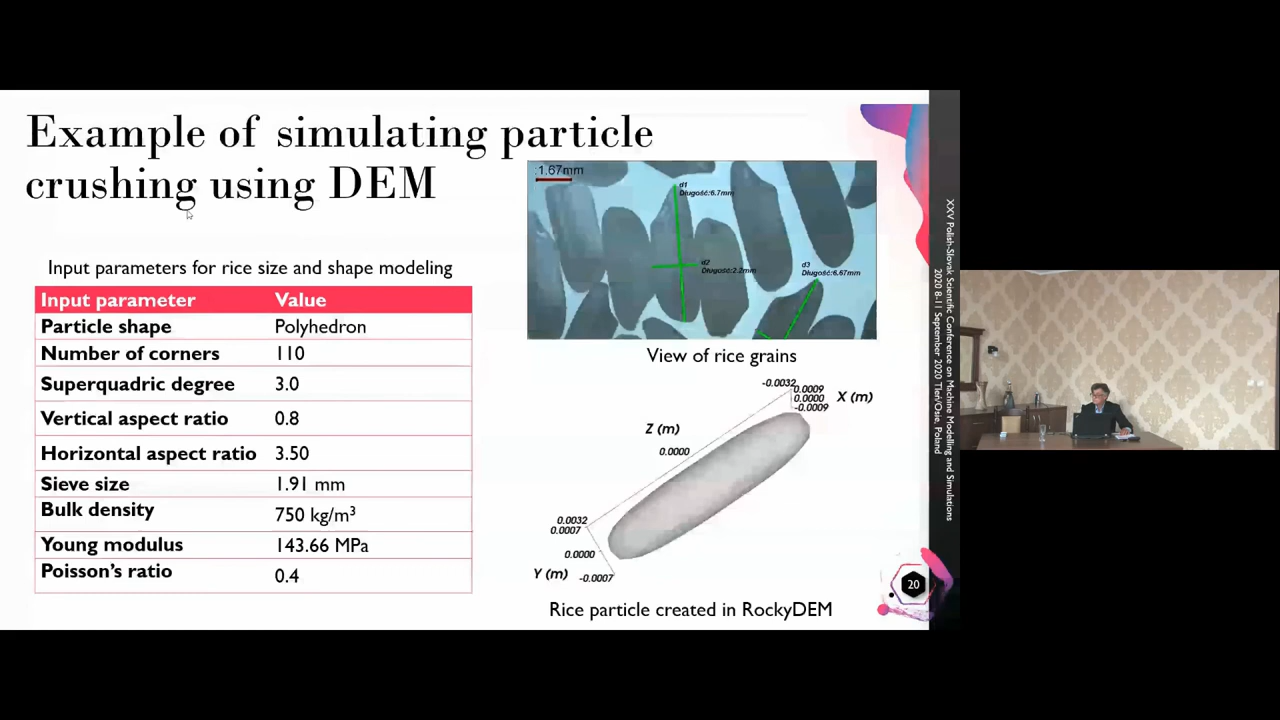 Example of simulating particle
crushing using DEM
Input parameters for rice size and shape modeling
Input parameter Value
Particle shape Polyhedron
Number of corners 110
Superquadric degree 3.0
Vertical aspect ratio 0.8
Horizontal aspect ratio 3.50
Sieve size 1.91 mm
Bulk density 750 kg/m³
Young modulus 143.66 MPa
Poisson's ratio 0.4
1.67mm
d1
Długość:6.7mm
d2
Długość:2.2mm
d3
Długość:6.67mm
View of rice grains
-0.0032
0.0009
0.0000
-0.0009
X (m)
Z (m)
0.0000
0.0032
0.0007
0.0000
Y (m)
-0.0007
Rice particle created in RockyDEM
XXV Polish-Slovak Scientific Conference on Machine Modelling and Simulations
2020 8-11 September 2020 Tleń/Osie, Poland
20